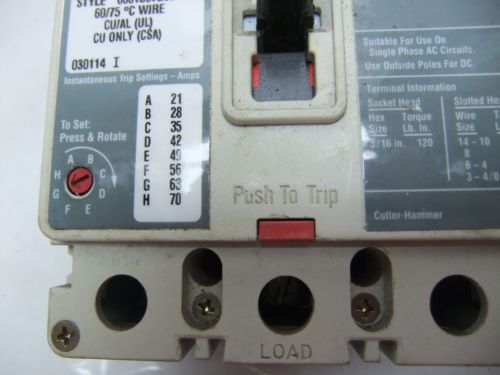 STYLE
60/75 °C WIRE
CU/AL (UL)
CU ONLY (CSA)
030114 I
Instantaneous Trip Settings - Amps
To Set:
Press & Rotate
A
B
C
D
E
F
G
H
A 21
B 28
C 35
D 42
E 49
F 56
G 63
H 70
Push To Trip
LOAD
Suitable For Use On
Single Phase AC Circuits.
Use Outside Poles For DC.
Terminal Information
Socket Head
Hex Torque
Size Lb. In.
3/16 in. 120
Slotted Head
Wire
Size
14 - 10
8
6 - 4
3 - 4/0
Cutler-Hammer